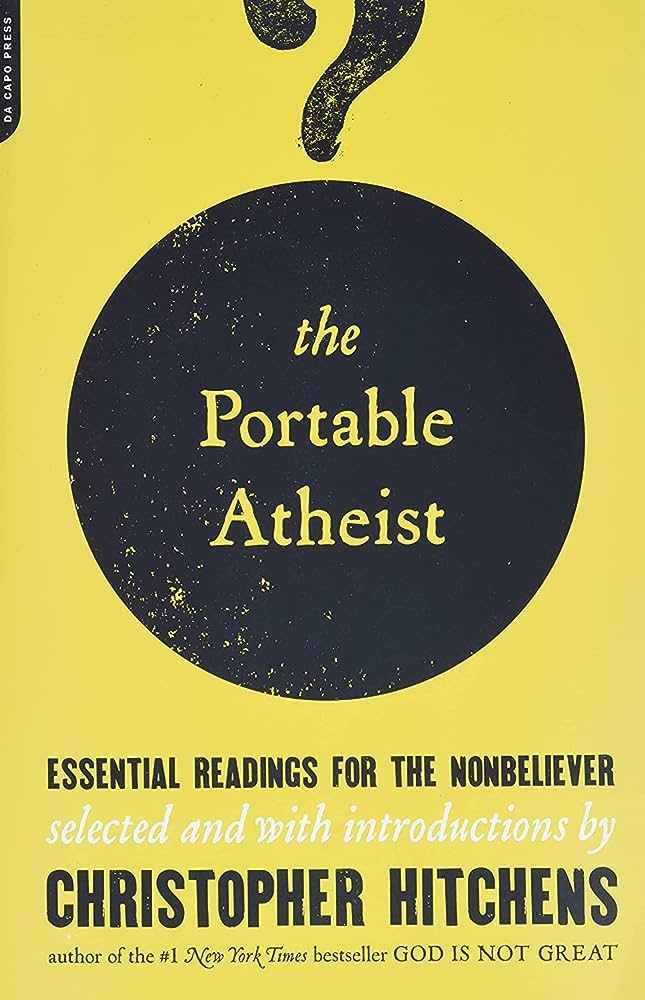 DA CAPO PRESS
?
the
Portable
Atheist
ESSENTIAL READINGS FOR THE NONBELIEVER
selected and with introductions by
CHRISTOPHER HITCHENS
author of the #1 New York Times bestseller GOD IS NOT GREAT